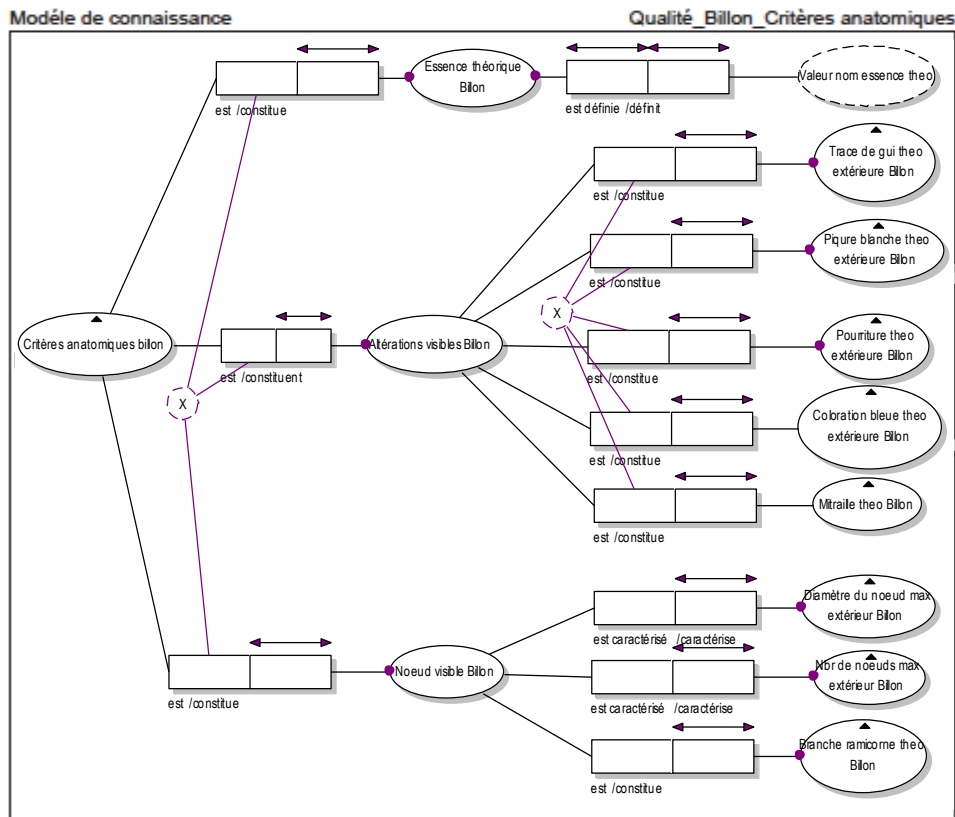 Modéle de connaissance
Qualité_Billon_Critères anatomiques
Essence théorique
Billon
Valeur nom essence theo
est /constitue
est définie /définit
Trace de gui theo
extérieure Billon
est /constitue
Piqure blanche theo
extérieure Billon
est /constitue
X
Critères anatomiques billon
Altérations visibles Billon
Pourriture theo
extérieure Billon
est /constituent
est /constitue
X
Coloration bleue theo
extérieure Billon
est /constitue
Mitraille theo Billon
est /constitue
Diamètre du noeud max
extérieur Billon
est caractérisé /caractérise
Noeud visible Billon
Nbr de noeuds max
extérieur Billon
est /constitue
est caractérisé /caractérise
Branche ramicorne theo
Billon
est /constitue